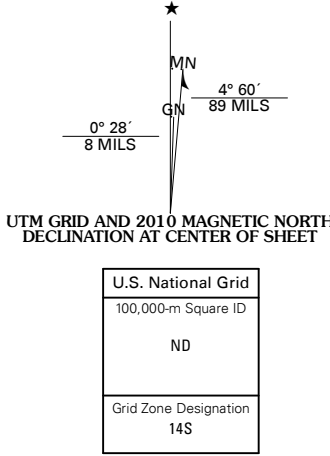 ★
MN
4° 60´
89 MILS
GN
0° 28´
8 MILS
UTM GRID AND 2010 MAGNETIC NORTH
DECLINATION AT CENTER OF SHEET
U.S. National Grid
100,000-m Square ID
ND
Grid Zone Designation
14S